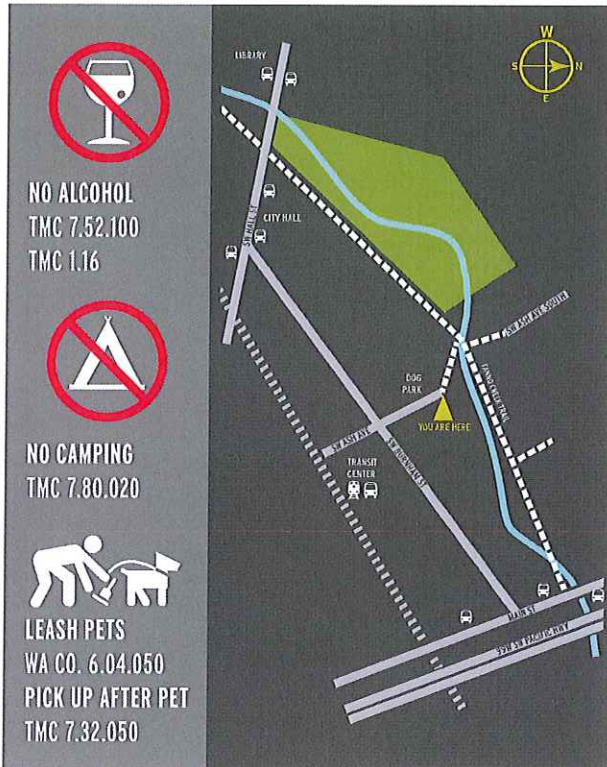 NO ALCOHOL
TMC 7.52.100
TMC 1.16
NO CAMPING
TMC 7.80.020
LEASH PETS
WA CO. 6.04.050
PICK UP AFTER PET
TMC 7.32.050
W
S
N
E
LIBRARY
SW HALL ST
CITY HALL
SW ASH AVE SOUTH
FANNO CREEK TRAIL
DOG
PARK
YOU ARE HERE
SW ASH AVE
SW BURNHAM ST
TRANSIT
CENTER
MAIN ST
99W SW PACIFIC HWY